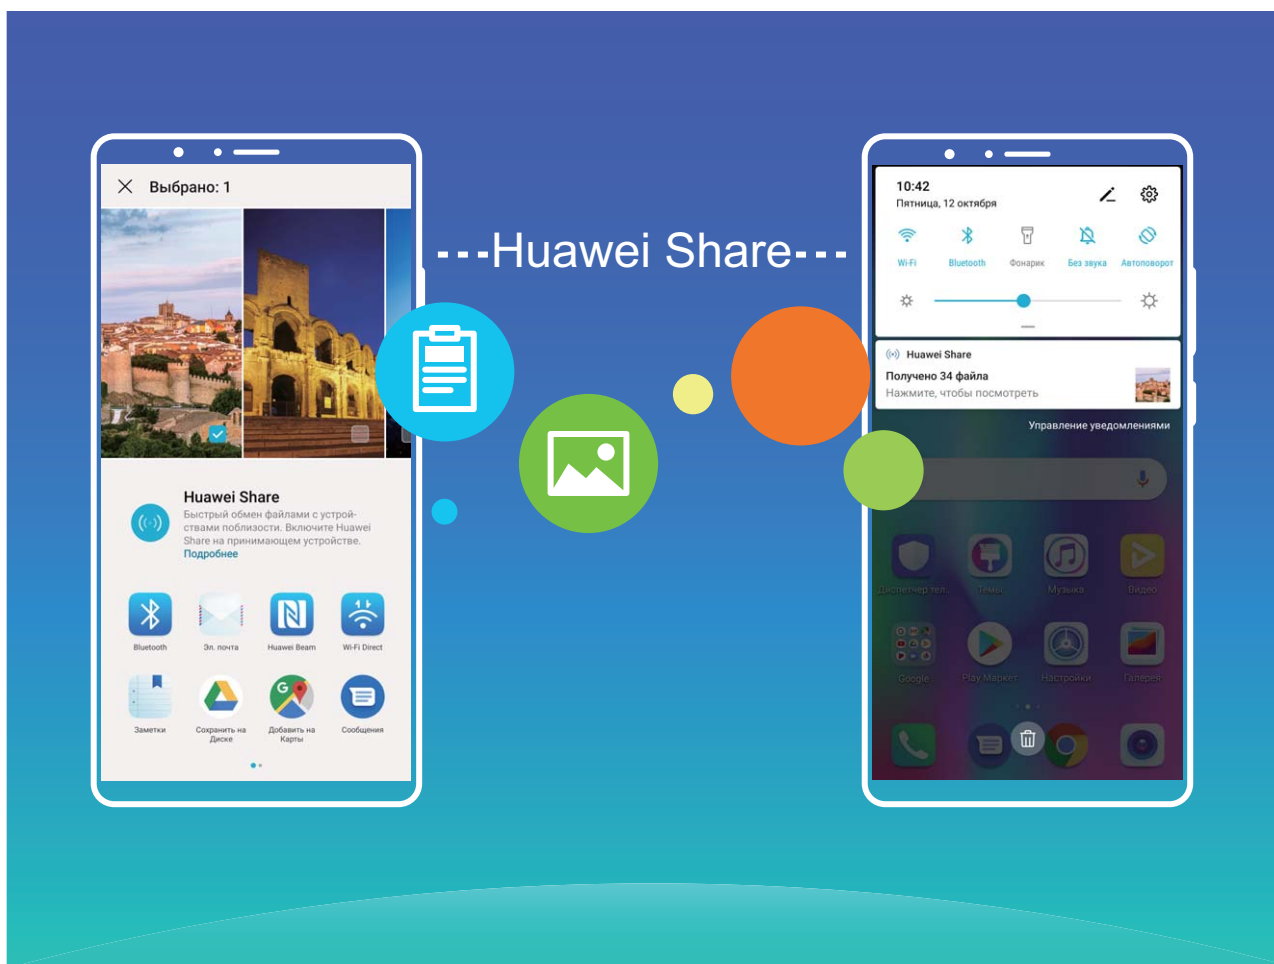 Выбрано: 1
Huawei Share
Быстрый обмен файлами с устрой-
ствами поблизости. Включите Huawei
Share на принимающем устройстве.
Подробнее
Bluetooth
Эл. почта
Huawei Beam
Wi-Fi Direct
Заметки
Сохранить на
Диске
Добавить на
Карты
Сообщения
---Huawei Share---
10:42
Пятница, 12 октября
Wi-Fi
Bluetooth
Фонарик
Без звука
Автоповорот
Huawei Share
Получено 34 файла
Нажмите, чтобы посмотреть
Управление уведомлениями
Диспетчер тел..
Темы
Музыка
Видео
Google
Play Маркет
Настройки
Галерея